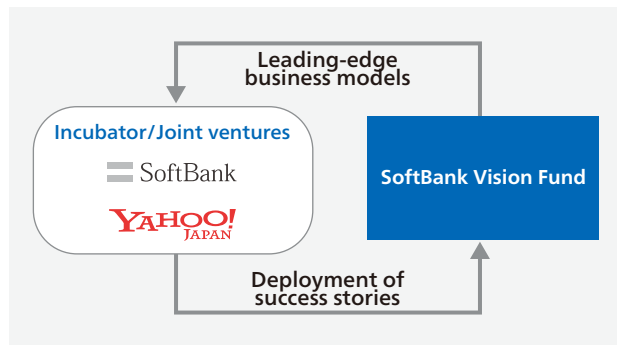 Leading-edge
business models
Incubator/Joint ventures
SoftBank
YAHOO!
JAPAN
SoftBank Vision Fund
Deployment of
success stories